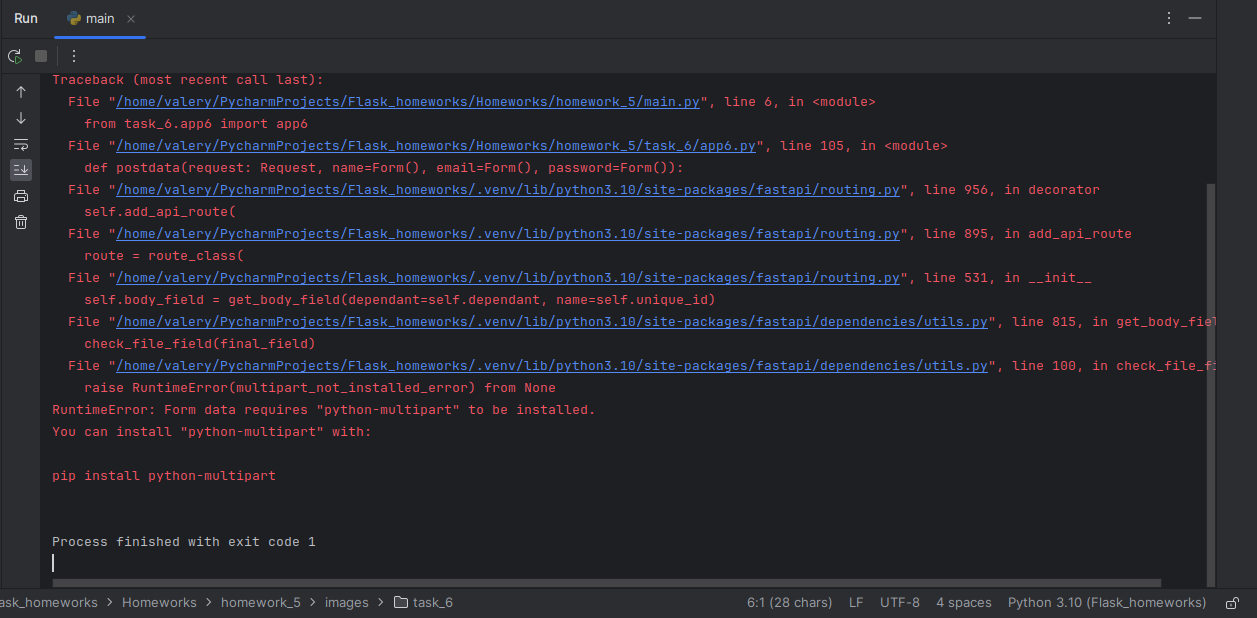 Run main
Traceback (most recent call last):
File "/home/valery/PycharmProjects/Flask_homeworks/Homeworks/homework_5/main.py", line 6, in <module>
from task_6.app6 import app6
File "/home/valery/PycharmProjects/Flask_homeworks/Homeworks/homework_5/task_6/app6.py", line 105, in <module>
def postdata(request: Request, name=Form(), email=Form(), password=Form()):
File "/home/valery/PycharmProjects/Flask_homeworks/.venv/lib/python3.10/site-packages/fastapi/routing.py", line 956, in decorator
self.add_api_route(
File "/home/valery/PycharmProjects/Flask_homeworks/.venv/lib/python3.10/site-packages/fastapi/routing.py", line 895, in add_api_route
route = route_class(
File "/home/valery/PycharmProjects/Flask_homeworks/.venv/lib/python3.10/site-packages/fastapi/routing.py", line 531, in __init__
self.body_field = get_body_field(dependant=self.dependant, name=self.unique_id)
File "/home/valery/PycharmProjects/Flask_homeworks/.venv/lib/python3.10/site-packages/fastapi/dependencies/utils.py", line 815, in get_body_fiel
check_file_field(final_field)
File "/home/valery/PycharmProjects/Flask_homeworks/.venv/lib/python3.10/site-packages/fastapi/dependencies/utils.py", line 100, in check_file_fi
raise RuntimeError(multipart_not_installed_error) from None
RuntimeError: Form data requires "python-multipart" to be installed.
You can install "python-multipart" with:
pip install python-multipart
Process finished with exit code 1
ask_homeworks > Homeworks > homework_5 > images > task_6 6:1 (28 chars) LF UTF-8 4 spaces Python 3.10 (Flask_homeworks)